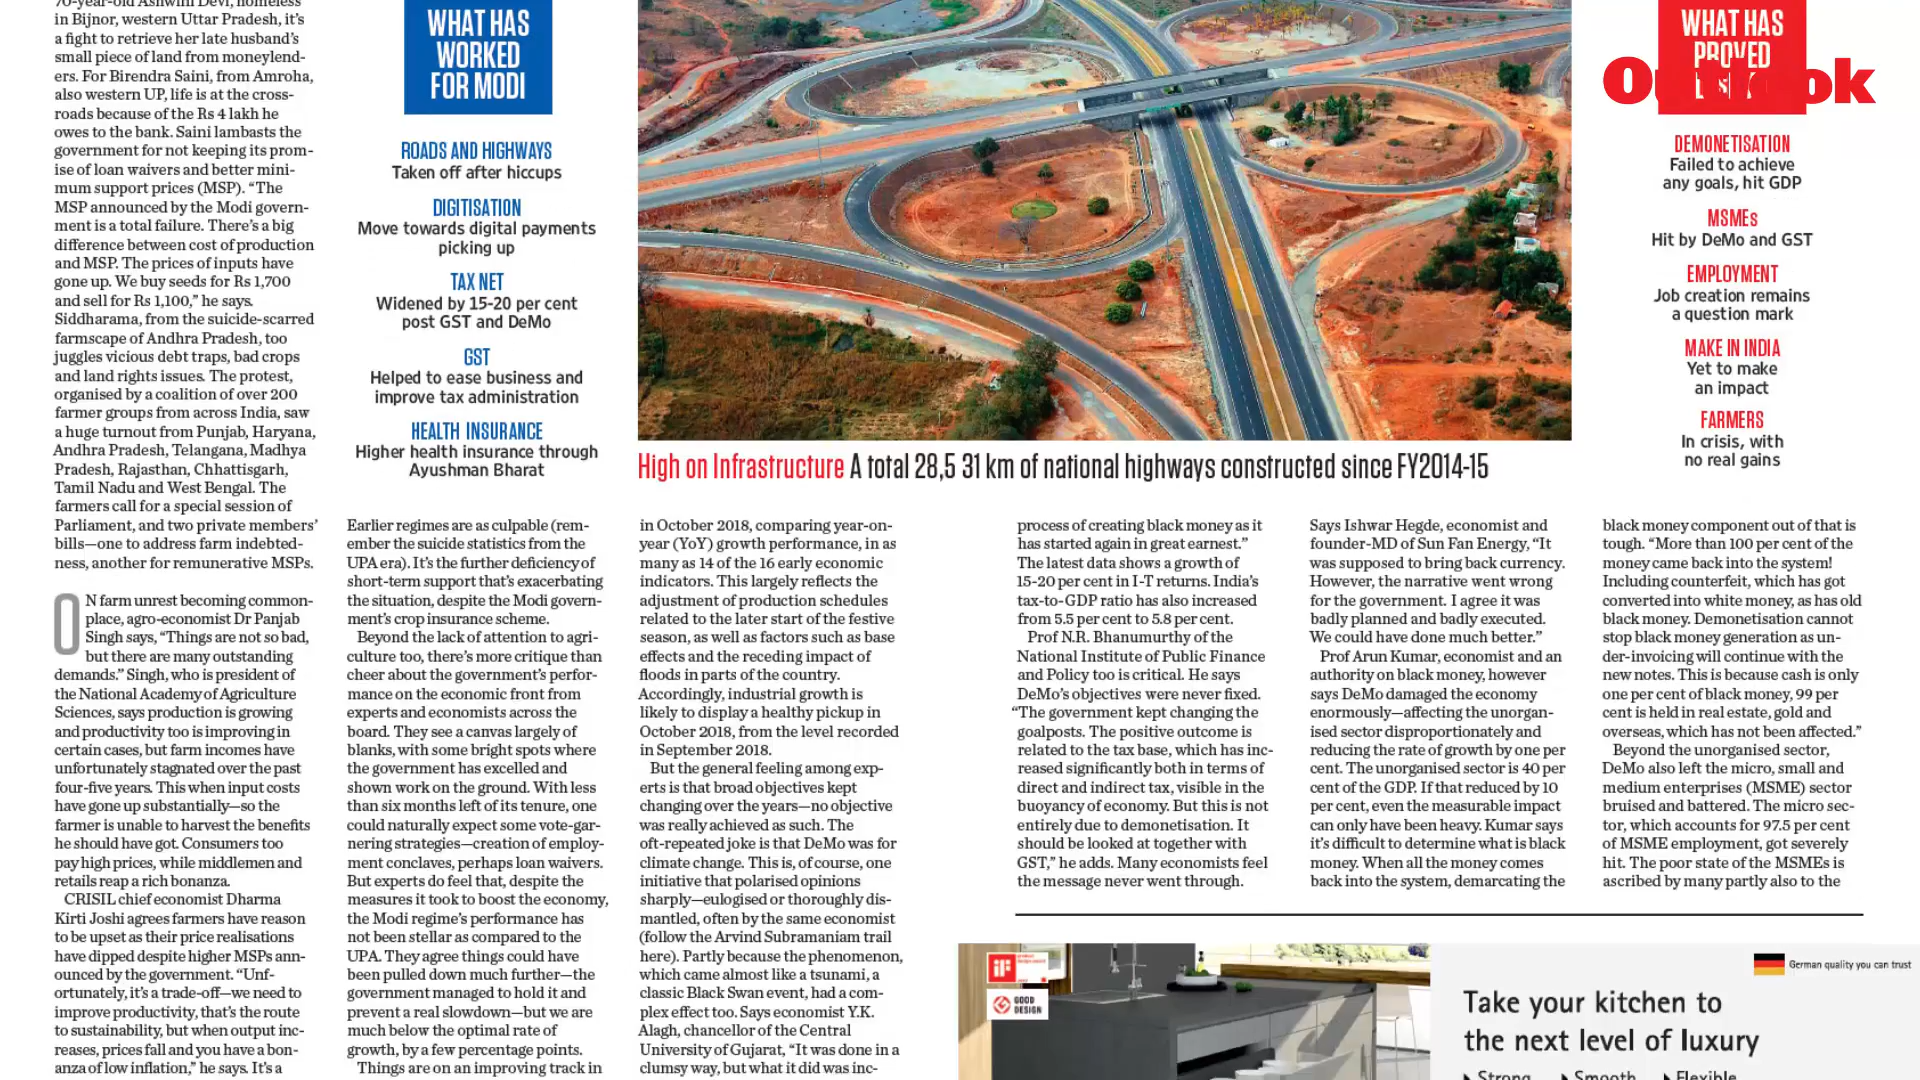 70-year-old Ashwini Devi, homeless
in Bijnor, western Uttar Pradesh, it's
a fight to retrieve her late husband's
small piece of land from moneylend-
ers. For Birendra Saini, from Amroha,
also western UP, life is at the cross-
roads because of the Rs 4 lakh he
owes to the bank. Saini lambasts the
government for not keeping its prom-
ise of loan waivers and better mini-
mum support prices (MSP). “The
MSP announced by the Modi govern-
ment is a total failure. There's a big
difference between cost of production
and MSP. The prices of inputs have
gone up. We buy seeds for Rs 1,700
and sell for Rs 1,100,” he says.
Siddharama, from the suicide-scarred
farmscape of Andhra Pradesh, too
juggles vicious debt traps, bad crops
and land rights issues. The protest,
organised by a coalition of over 200
farmer groups from across India, saw
a huge turnout from Punjab, Haryana,
Andhra Pradesh, Telangana, Madhya
Pradesh, Rajasthan, Chhattisgarh,
Tamil Nadu and West Bengal. The
farmers call for a special session of
Parliament, and two private members'
bills—one to address farm indebted-
ness, another for remunerative MSPs.
ON farm unrest becoming common-
place, agro-economist Dr Panjab
Singh says, “Things are not so bad,
but there are many outstanding
demands.” Singh, who is president of
the National Academy of Agriculture
Sciences, says production is growing
and productivity too is improving in
certain cases, but farm incomes have
unfortunately stagnated over the past
four-five years. This when input costs
have gone up substantially—so the
farmer is unable to harvest the benefits
he should have got. Consumers too
pay high prices, while middlemen and
retails reap a rich bonanza.
CRISIL chief economist Dharma
Kirti Joshi agrees farmers have reason
to be upset as their price realisations
have dipped despite higher MSPs ann-
ounced by the government. “Unf-
ortunately, it's a trade-off—we need to
improve productivity, that's the route
to sustainability, but when output inc-
reases, prices fall and you have a bon-
anza of low inflation,” he says. It's a
WHAT HAS
WORKED
FOR MODI
ROADS AND HIGHWAYS
Taken off after hiccups
DIGITISATION
Move towards digital payments
picking up
TAX NET
Widened by 15-20 per cent
post GST and DeMo
GST
Helped to ease business and
improve tax administration
HEALTH INSURANCE
Higher health insurance through
Ayushman Bharat
Earlier regimes are as culpable (rem-
ember the suicide statistics from the
UPA era). It's the further deficiency of
short-term support that's exacerbating
the situation, despite the Modi govern-
ment's crop insurance scheme.
Beyond the lack of attention to agri-
culture too, there's more critique than
cheer about the government's perfor-
mance on the economic front from
experts and economists across the
board. They see a canvas largely of
blanks, with some bright spots where
the government has excelled and
shown work on the ground. With less
than six months left of its tenure, one
could naturally expect some vote-gar-
nering strategies—creation of employ-
ment conclaves, perhaps loan waivers.
But experts do feel that, despite the
measures it took to boost the economy,
the Modi regime's performance has
not been stellar as compared to the
UPA. They agree things could have
been pulled down much further—the
government managed to hold it and
prevent a real slowdown—but we are
much below the optimal rate of
growth, by a few percentage points.
Things are on an improving track in
High on Infrastructure A total 28,5 31 km of national highways constructed since FY2014-15
in October 2018, comparing year-on-
year (YoY) growth performance, in as
many as 14 of the 16 early economic
indicators. This largely reflects the
adjustment of production schedules
related to the later start of the festive
season, as well as factors such as base
effects and the receding impact of
floods in parts of the country.
Accordingly, industrial growth is
likely to display a healthy pickup in
October 2018, from the level recorded
in September 2018.
But the general feeling among exp-
erts is that broad objectives kept
changing over the years—no objective
was really achieved as such. The
oft-repeated joke is that DeMo was for
climate change. This is, of course, one
initiative that polarised opinions
sharply—eulogised or thoroughly dis-
mantled, often by the same economist
(follow the Arvind Subramaniam trail
here). Partly because the phenomenon,
which came almost like a tsunami, a
classic Black Swan event, had a com-
plex effect too. Says economist Y.K.
Alagh, chancellor of the Central
University of Gujarat, “It was done in a
clumsy way, but what it did was inc-
process of creating black money as it
has started again in great earnest.”
The latest data shows a growth of
15-20 per cent in I-T returns. India's
tax-to-GDP ratio has also increased
from 5.5 per cent to 5.8 per cent.
Prof N.R. Bhanumurthy of the
National Institute of Public Finance
and Policy too is critical. He says
DeMo's objectives were never fixed.
“The government kept changing the
goalposts. The positive outcome is
related to the tax base, which has inc-
reased significantly both in terms of
direct and indirect tax, visible in the
buoyancy of economy. But this is not
entirely due to demonetisation. It
should be looked at together with
GST,” he adds. Many economists feel
the message never went through.
Says Ishwar Hegde, economist and
founder-MD of Sun Fan Energy, “It
was supposed to bring back currency.
However, the narrative went wrong
for the government. I agree it was
badly planned and badly executed.
We could have done much better.”
Prof Arun Kumar, economist and an
authority on black money, however
says DeMo damaged the economy
enormously—affecting the unorgan-
ised sector disproportionately and
reducing the rate of growth by one per
cent. The unorganised sector is 40 per
cent of the GDP. If that reduced by 10
per cent, even the measurable impact
can only have been heavy. Kumar says
it's difficult to determine what is black
money. When all the money comes
back into the system, demarcating the
WHAT HAS
PROVED
Outlook
DEMONETISATION
Failed to achieve
any goals, hit GDP
MSMEs
Hit by DeMo and GST
EMPLOYMENT
Job creation remains
a question mark
MAKE IN INDIA
Yet to make
an impact
FARMERS
In crisis, with
no real gains
black money component out of that is
tough. “More than 100 per cent of the
money came back into the system!
Including counterfeit, which has got
converted into white money, as has old
black money. Demonetisation cannot
stop black money generation as un-
der-invoicing will continue with the
new notes. This is because cash is only
one per cent of black money, 99 per
cent is held in real estate, gold and
overseas, which has not been affected.”
Beyond the unorganised sector,
DeMo also left the micro, small and
medium enterprises (MSME) sector
bruised and battered. The micro sec-
tor, which accounts for 97.5 per cent
of MSME employment, got severely
hit. The poor state of the MSMEs is
ascribed by many partly also to the
GOOD
DESIGN
German quality you can trust
Take your kitchen to
the next level of luxury
Strong Smooth Flexible